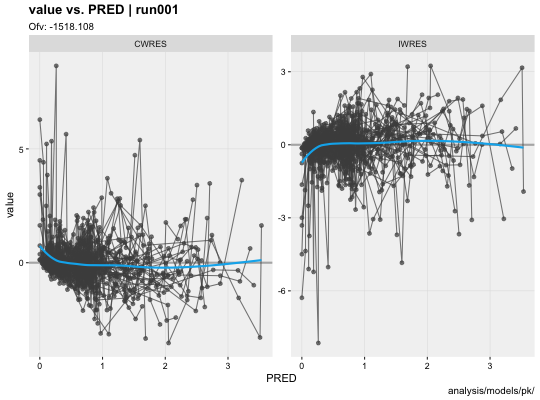 value vs. PRED | run001
Ofv: -1518.108
CWRES
IWRES
value
5
0
3
0
-3
-6
0
1
2
3
0
1
2
3
PRED
analysis/models/pk/